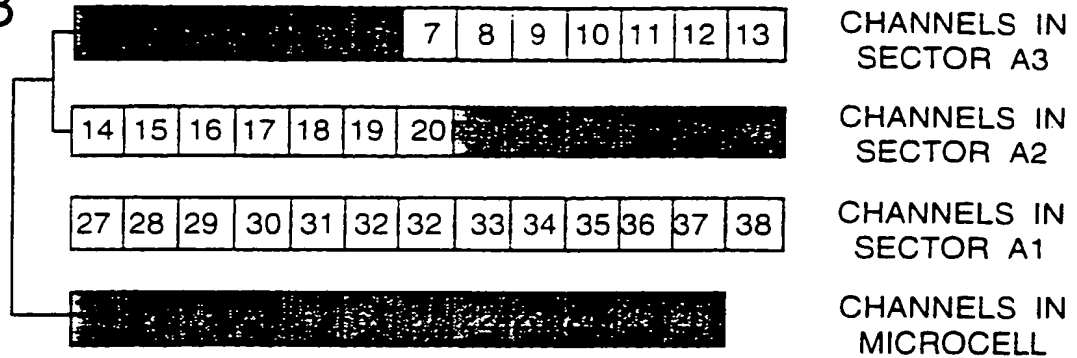 7 8 9 10 11 12 13 CHANNELS IN
SECTOR A3
14 15 16 17 18 19 20 CHANNELS IN
SECTOR A2
27 28 29 30 31 32 32 33 34 35 36 37 38 CHANNELS IN
SECTOR A1
CHANNELS IN
MICROCELL